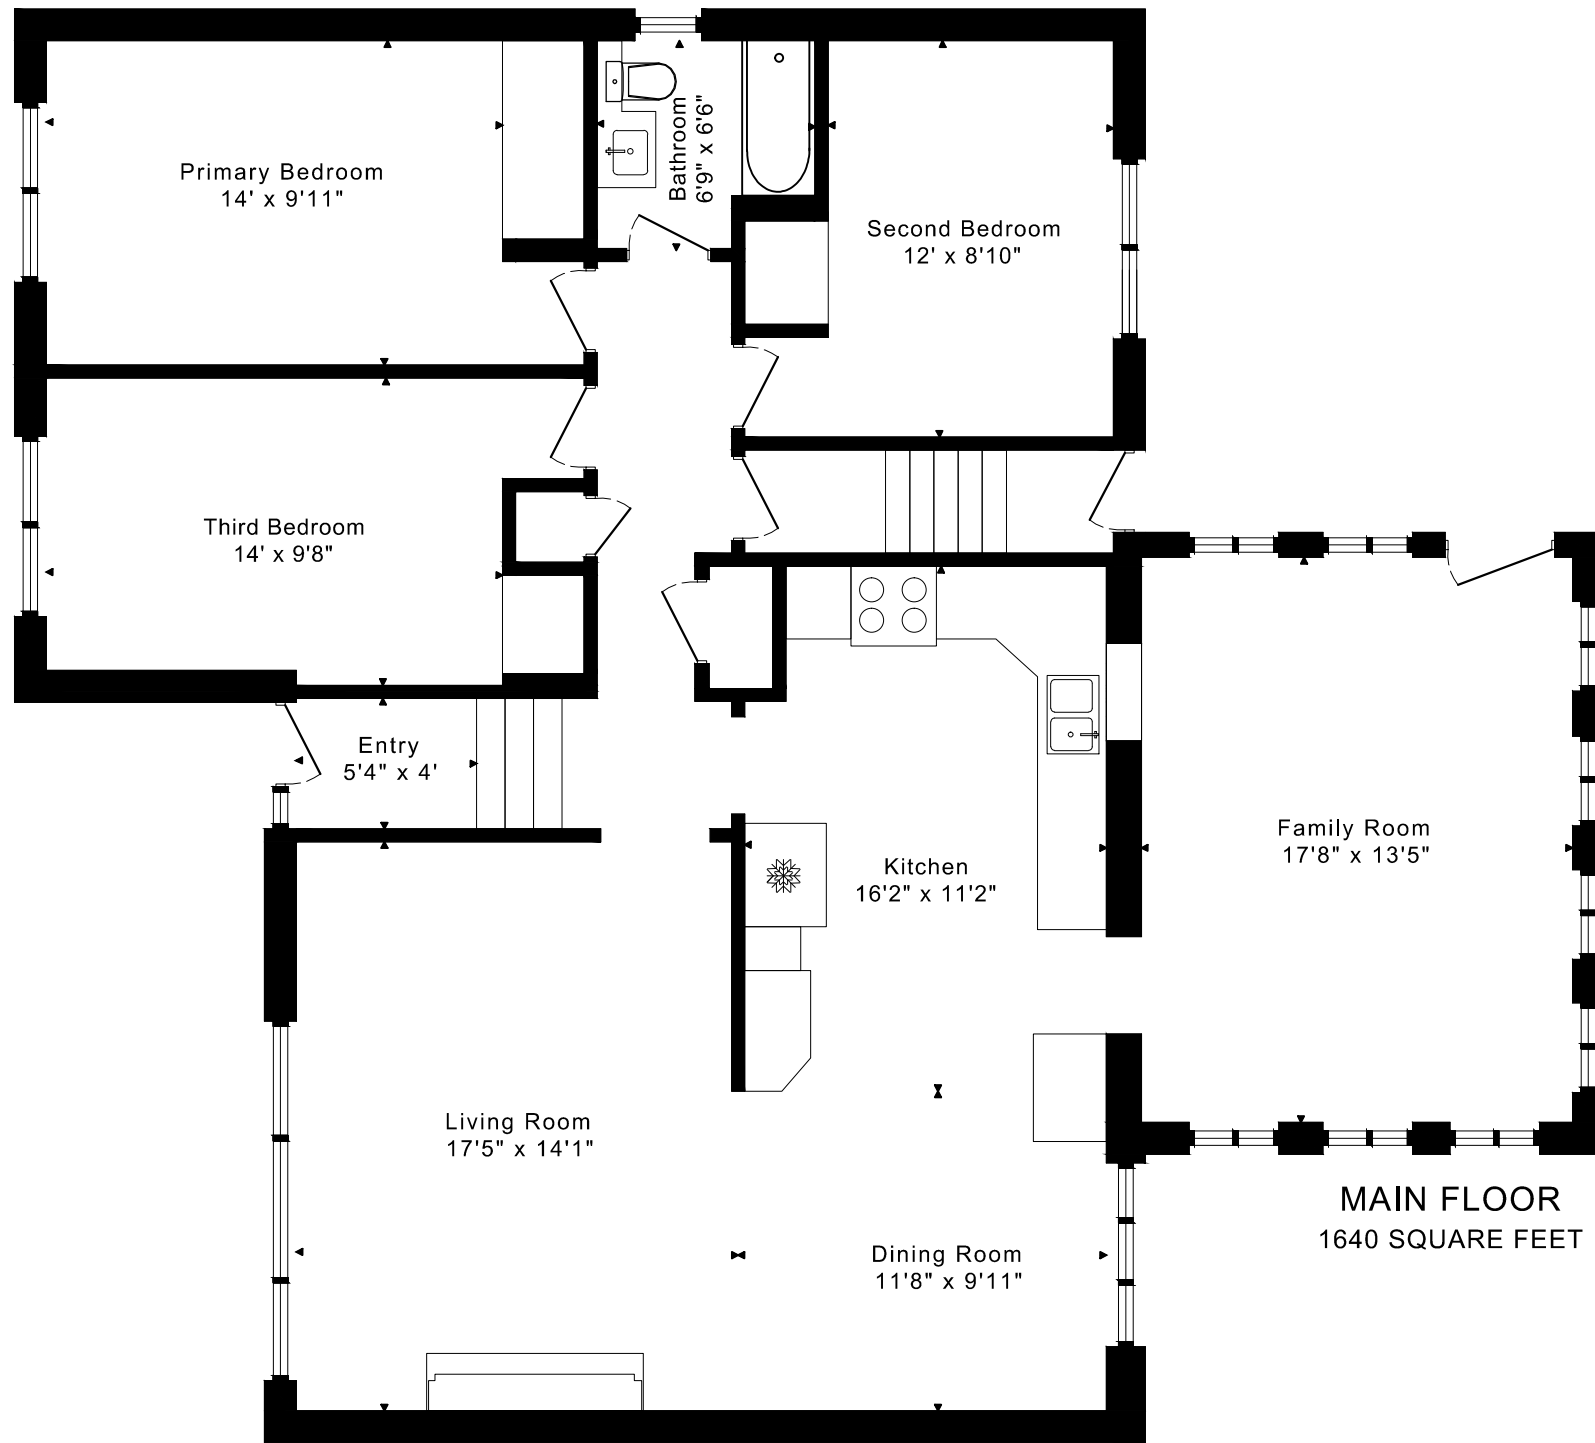 Primary Bedroom
14' x 9'11"
Bathroom
6'9" x 6'6"
Second Bedroom
12' x 8'10"
Third Bedroom
14' x 9'8"
Entry
5'4" x 4'
Kitchen
16'2" x 11'2"
Family Room
17'8" x 13'5"
Living Room
17'5" x 14'1"
Dining Room
11'8" x 9'11"
MAIN FLOOR
1640 SQUARE FEET